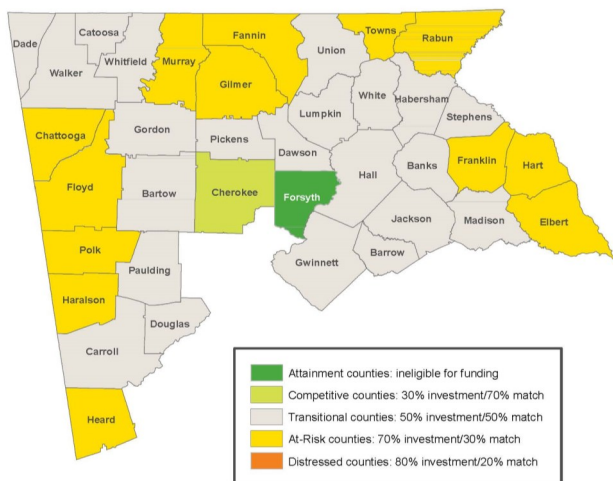 Dade
Catoosa
Walker
Whitfield
Murray
Fannin
Gilmer
Union
Towns
Rabun
White
Habersham
Lumpkin
Stephens
Chattooga
Gordon
Pickens
Dawson
Hall
Banks
Franklin
Hart
Floyd
Bartow
Cherokee
Forsyth
Jackson
Madison
Elbert
Polk
Paulding
Gwinnett
Barrow
Haralson
Douglas
Carroll
Heard
Attainment counties: ineligible for funding
Competitive counties: 30% investment/70% match
Transitional counties: 50% investment/50% match
At-Risk counties: 70% investment/30% match
Distressed counties: 80% investment/20% match